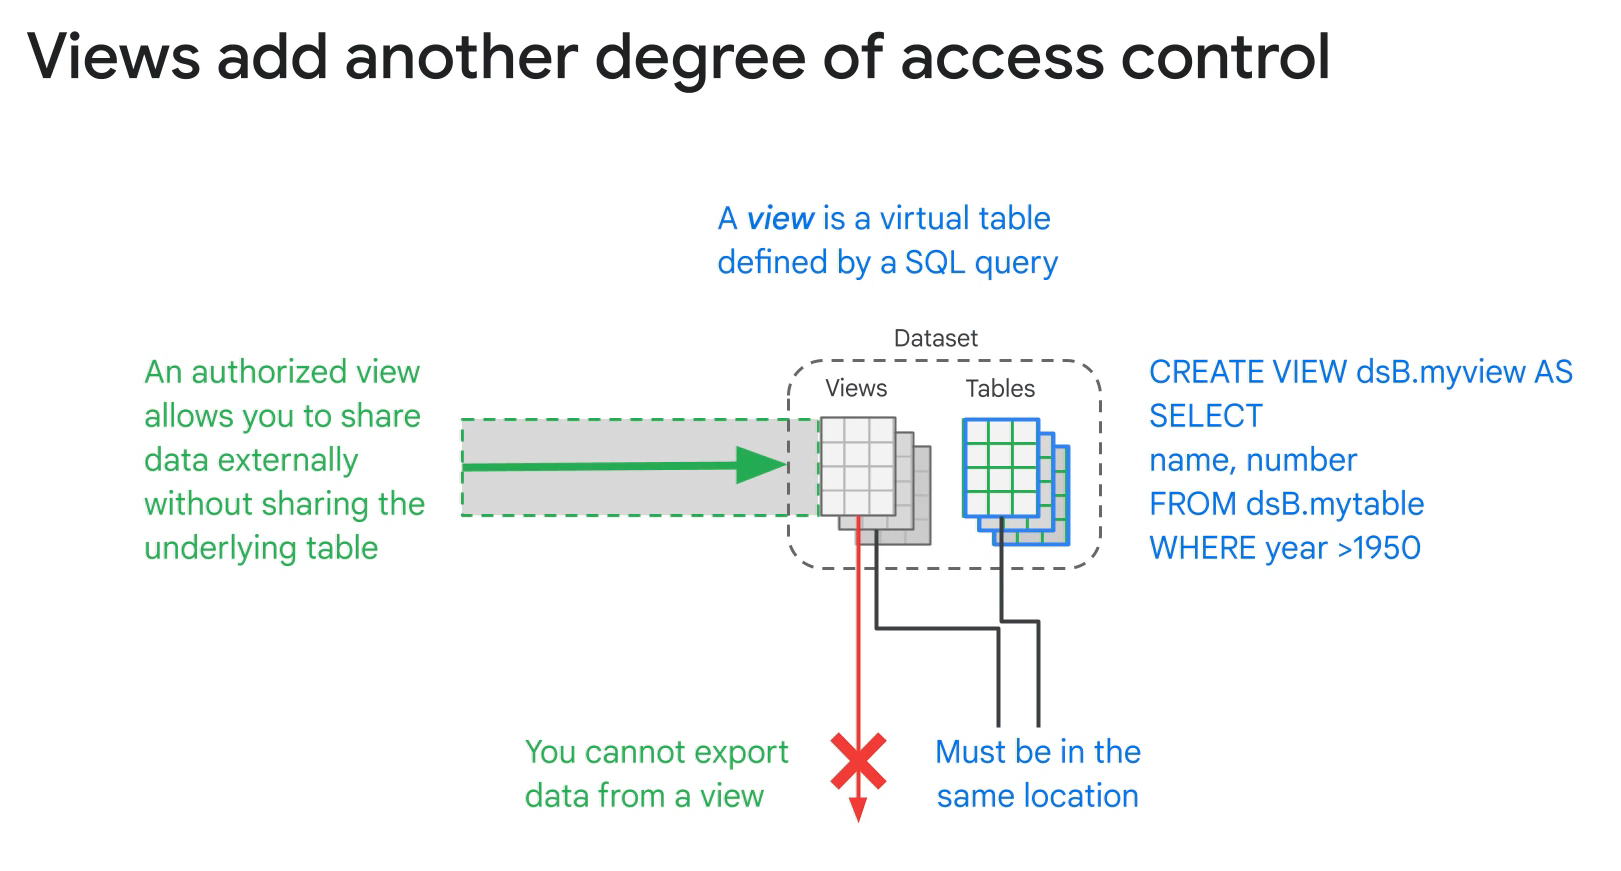 Views add another degree of access control
A view is a virtual table
defined by a SQL query
An authorized view
allows you to share
data externally
without sharing the
underlying table
Dataset
Views
Tables
CREATE VIEW dsB.myview AS
SELECT
name, number
FROM dsB.mytable
WHERE year >1950
You cannot export
data from a view
Must be in the
same location